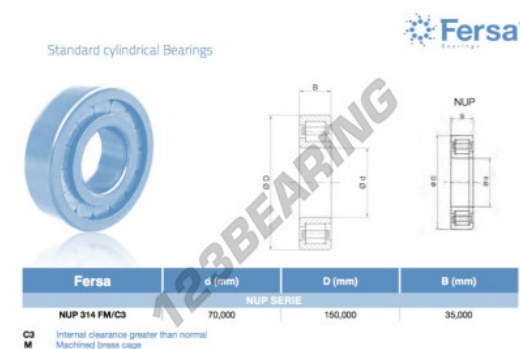 Fersa
Bearings
Standard cylindrical Bearings
B
NUP
B
Ø D
Ø d
Ø D
Ø d
123BEARING
Fersa d (mm) D (mm) B (mm)
NUP SERIE
NUP 314 FM/C3 70,000 150,000 35,000
C3 Internal clearance greater than normal
M Machined brass cage